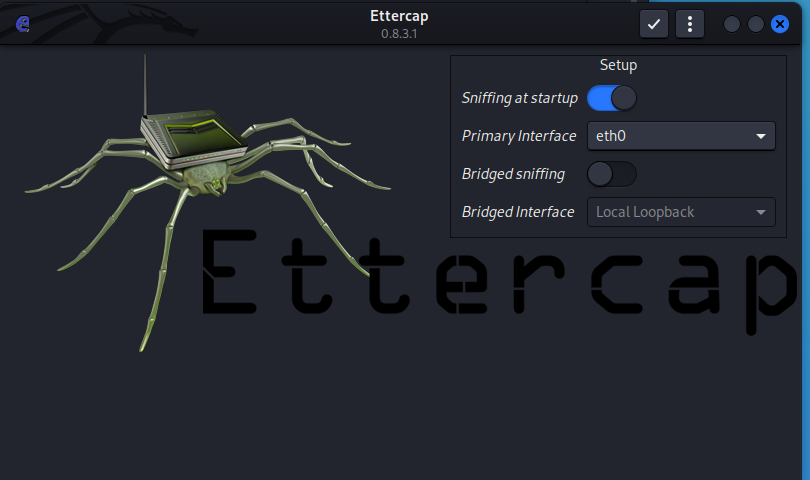 Ettercap
0.8.3.1
Setup
Sniffing at startup
Primary Interface eth0
Bridged sniffing
Bridged Interface Local Loopback
Ettercap